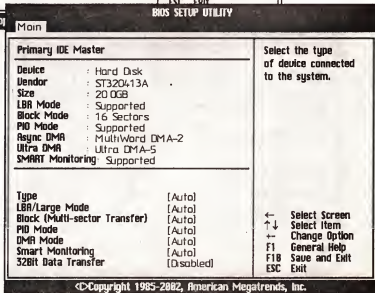 BIOS SETUP UTILITY
Main
Primary IDE Master
Device : Hard Disk
Vendor : ST320413A
Size : 20.0GB
LBA Mode : Supported
Block Mode : 16 Sectors
PIO Mode : Supported
Async DMA : MultiWord DMA-2
Ultra DMA : Ultra DMA-5
SMART Monitoring: Supported
Type [Auto]
LBA/Large Mode [Auto]
Block (Multi-sector Transfer) [Auto]
PIO Mode [Auto]
DMA Mode [Auto]
Smart Monitoring [Auto]
32Bit Data Transfer [Disabled]
Select the type
of device connected
to the system.
← Select Screen
↑↓ Select Item
+- Change Option
F1 General Help
F10 Save and Exit
ESC Exit
Copyright 1985-2002, American Megatrends, Inc.